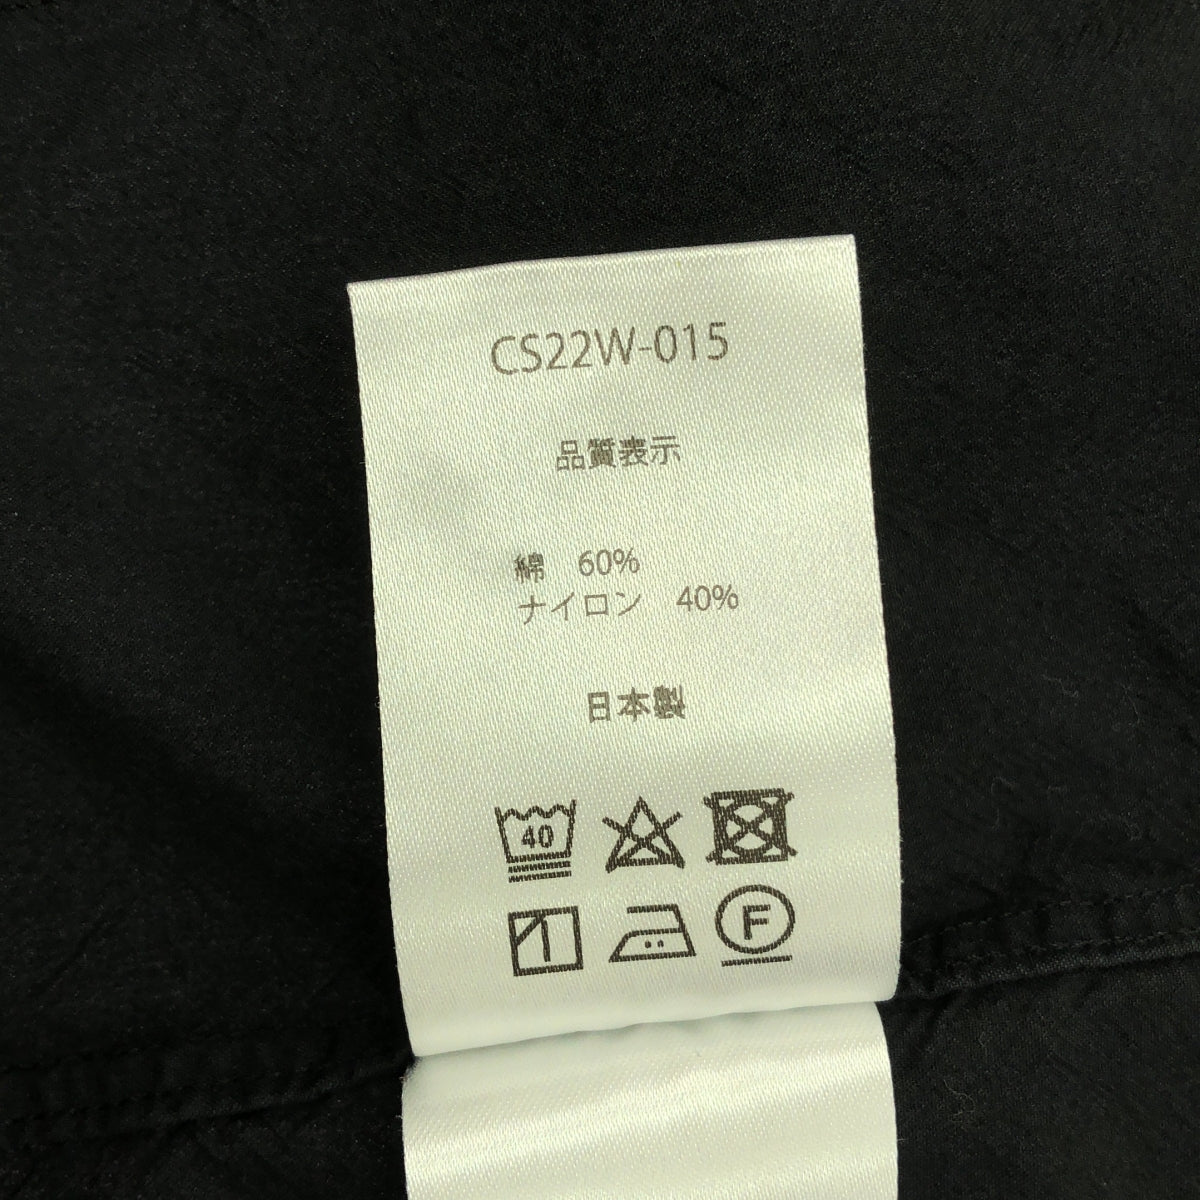 CS22W-015
品質表示
綿　60%
ナイロン　40%
日本製
40
F